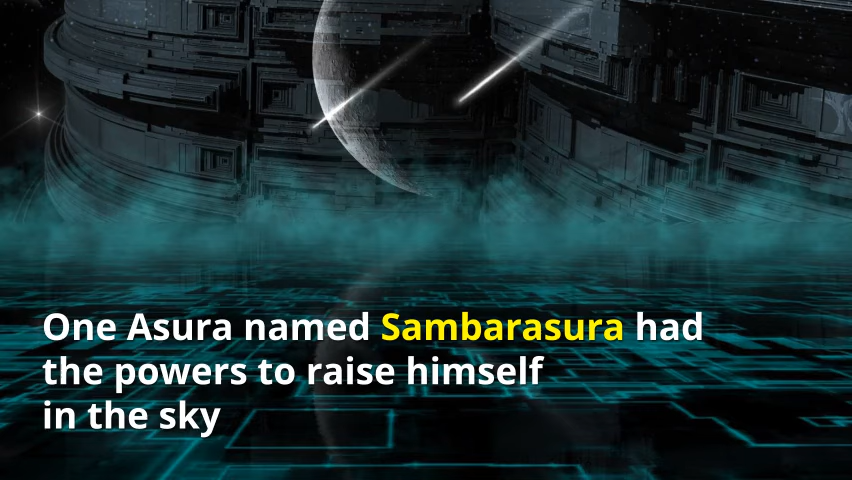 One Asura named Sambarasura had
the powers to raise himself
in the sky